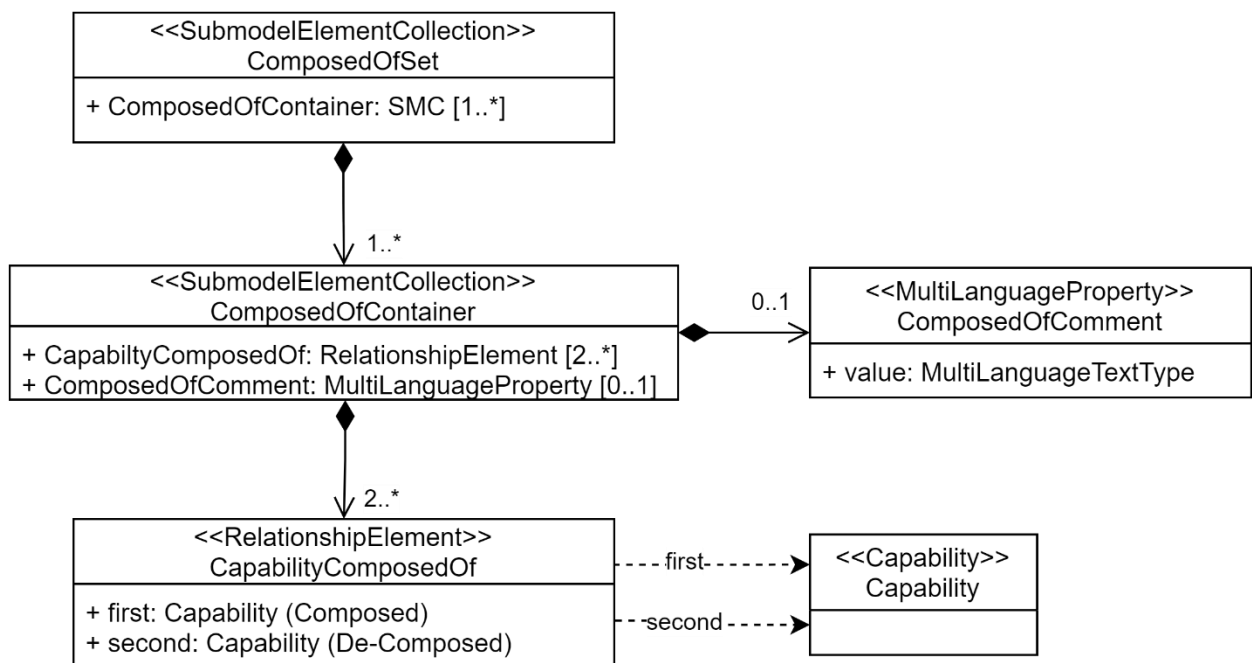 <<SubmodelElementCollection>>
ComposedOfSet
+ ComposedOfContainer: SMC [1..*]
1..*
<<SubmodelElementCollection>>
ComposedOfContainer
+ CapabiltyComposedOf: RelationshipElement [2..*]
+ ComposedOfComment: MultiLanguageProperty [0..1]
0..1
<<MultiLanguageProperty>>
ComposedOfComment
+ value: MultiLanguageTextType
2..*
<<RelationshipElement>>
CapabilityComposedOf
+ first: Capability (Composed)
+ second: Capability (De-Composed)
first
second
<<Capability>>
Capability